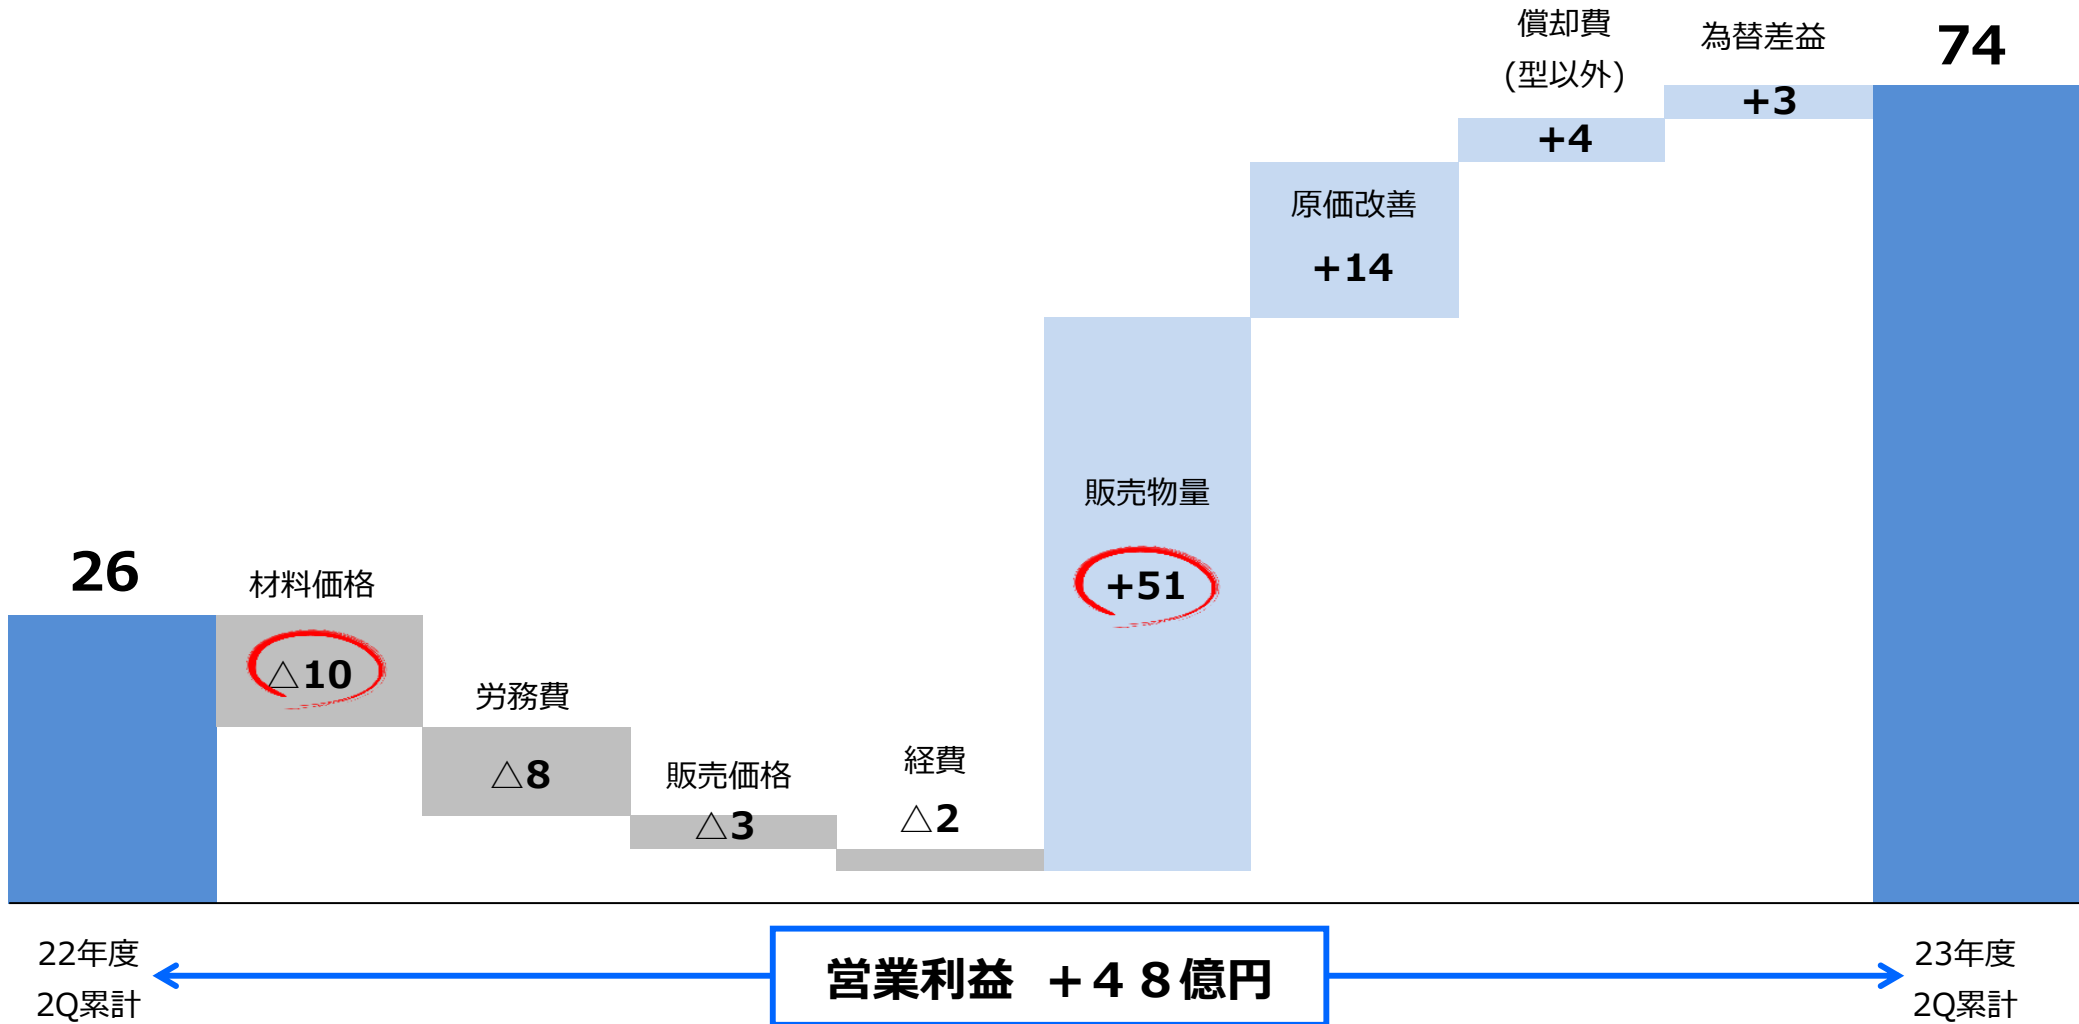 26
材料価格
△10
労務費
△8
販売価格
△3
経費
△2
販売物量
+51
原価改善
+14
償却費
(型以外)
+4
為替差益
+3
74
22年度
2Q累計
営業利益 +４８億円
23年度
2Q累計